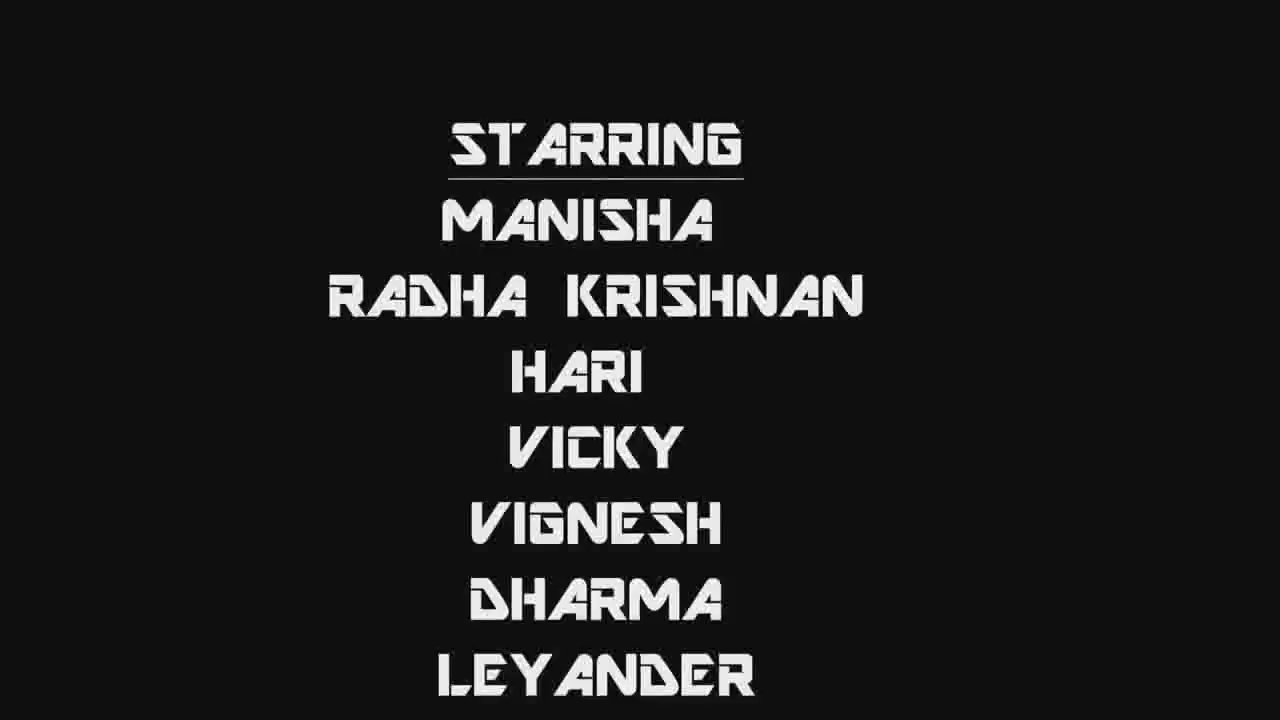 STARRING
MANISHA
RADHA KRISHNAN
HARI
VICKY
VIGNESH
DHARMA
LEYANDER